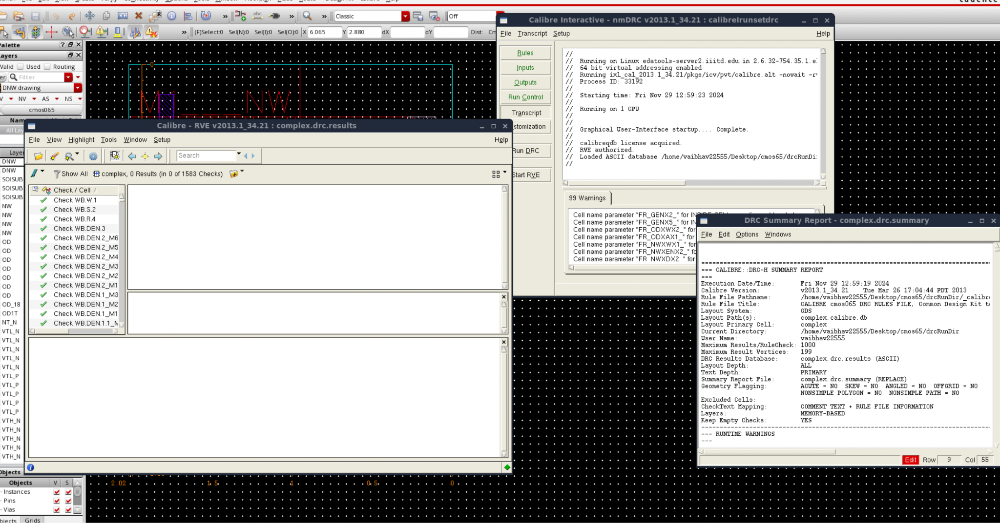 Classic
Off
(F)Select:0 Sel(N):0 Sel(I):0 Sel(O):0 X 6.065 Y 2.880 dX dY Dist: Cm
Palette
ayers
Valid Used Routing
er Filter
DNW drawing
V NV AS NS
cmos065
Nam
All Lay
Laye
DNW
DNW
SOISUB
SOISUB
SOISUB
NW
NW
NW
NW
OD
OD
OD
OD
OD
OD
OD
OD_18
OD1T
NT_N
VTL_N
VTL_N
VTL_N
VTL_N
VTL_N
VTL_P
VTL_P
VTL_P
VTL_P
VTL_P
VTH_N
VTH_N
VTH_N
VTH_N
VTH_N
Objects
Objects V S
Instances
Pins
Vias
bjects Grids
0
NW
2.02 1.5 1 0.5 0
Calibre - RVE v2013.1_34.21 : complex.drc.results
File View Highlight Tools Window Setup Help
Search
Show All complex, 0 Results (in 0 of 1583 Checks)
Check / Cell
Check WB.W.1
Check WB.S.2
Check WB.R.4
Check WB.DEN.3
Check WB.DEN.2_M6
Check WB.DEN.2_M5
Check WB.DEN.2_M4
Check WB.DEN.2_M3
Check WB.DEN.2_M2
Check WB.DEN.2_M1
Check WB.DEN.1_M3
Check WB.DEN.1_M2
Check WB.DEN.1_M1
Check WB.DEN.1.1_M
Calibre Interactive - nmDRC v2013.1_34.21 : calibreIrunsetdrc
File Transcript Setup Help
Rules
Inputs
Outputs
Run Control
Transcript
stomization
Run DRC
Start RVE
//
// Running on Linux edatools-server2.iiitd.edu.in 2.6.32-754.35.1.e
// 64 bit virtual addressing enabled
// Running ixl_cal_2013.1_34.21/pkgs/icv/pvt/calibre.alt -nowait -r
// Process ID: 33192
//
// Starting time: Fri Nov 29 12:59:23 2024
//
// Running on 1 CPU
//
//
// Graphical User-Interface startup.... Complete.
//
// calibreqdb license acquired.
// RVE authorized.
// Loaded ASCII database /home/vaibhav22555/Desktop/cmos65/drcRunDi
//
99 Warnings
Cell name parameter "FR_GENX2_*" for INSIDE CELL
Cell name parameter "FR_GENX5_*" for IN
Cell name parameter "FR_ODXWX2_*" for
Cell name parameter "FR_ODXAX1_*" for
Cell name parameter "FR_NWXWX1_*" for
Cell name parameter "FR_NWXENX2_*" for
Cell name parameter "FR_NWXDX2_*" for
DRC Summary Report - complex.drc.summary
File Edit Options Windows
=== CALIBRE::DRC-H SUMMARY REPORT
===
Execution Date/Time: Fri Nov 29 12:59:19 2024
Calibre Version: v2013.1_34.21 Tue Mar 26 17:04:44 PDT 2013
Rule File Pathname: /home/vaibhav22555/Desktop/cmos65/drcRunDir/_calibr
Rule File Title: CALIBRE cmos065 DRC RULES FILE, Common Design Kit t
Layout System: GDS
Layout Path(s): complex.calibre.db
Layout Primary Cell: complex
Current Directory: /home/vaibhav22555/Desktop/cmos65/drcRunDir
User Name: vaibhav22555
Maximum Results/RuleCheck: 1000
Maximum Result Vertices: 199
DRC Results Database: complex.drc.results (ASCII)
Layout Depth: ALL
Text Depth: PRIMARY
Summary Report File: complex.drc.summary (REPLACE)
Geometry Flagging: ACUTE = NO SKEW = NO ANGLED = NO OFFGRID = NO
NONSIMPLE POLYGON = NO NONSIMPLE PATH = NO
Excluded Cells:
CheckText Mapping: COMMENT TEXT + RULE FILE INFORMATION
Layers: MEMORY-BASED
Keep Empty Checks: YES
--- RUNTIME WARNINGS
---
Edit Row 9 Col 55